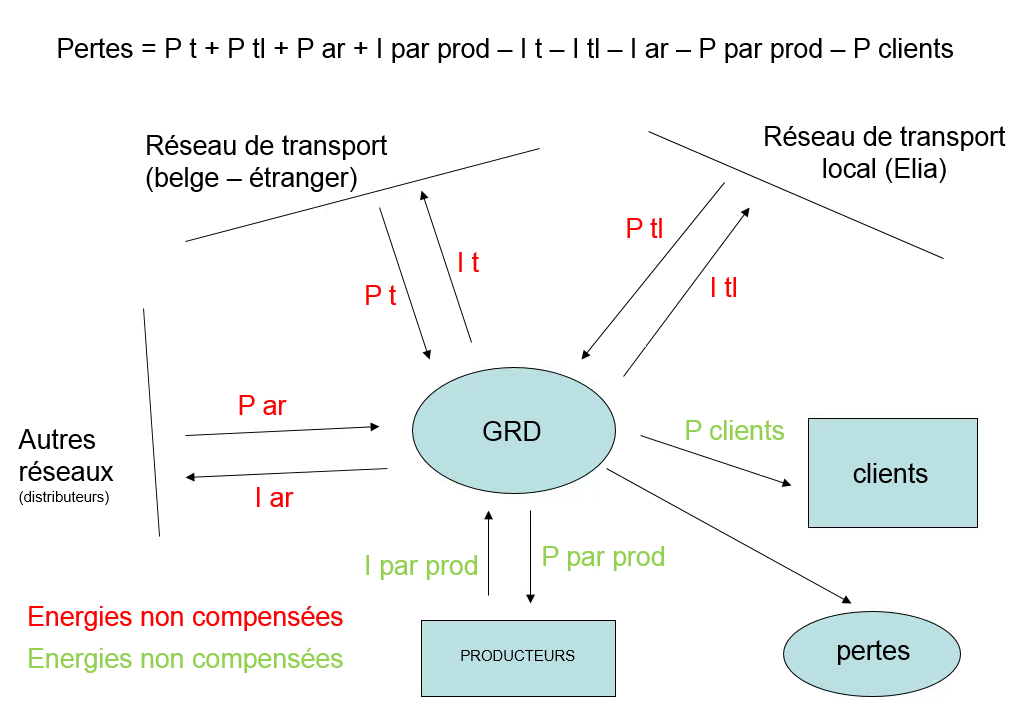 Pertes = P t + P tl + P ar + I par prod – I t – I tl – I ar – P par prod – P clients
Réseau de transport
(belge – étranger)
Réseau de transport
local (Elia)
P tl
I t
I tl
P t
P ar
GRD
P clients
Autres
réseaux
(distributeurs)
clients
I ar
I par prod
P par prod
Energies non compensées
Energies non compensées
PRODUCTEURS
pertes